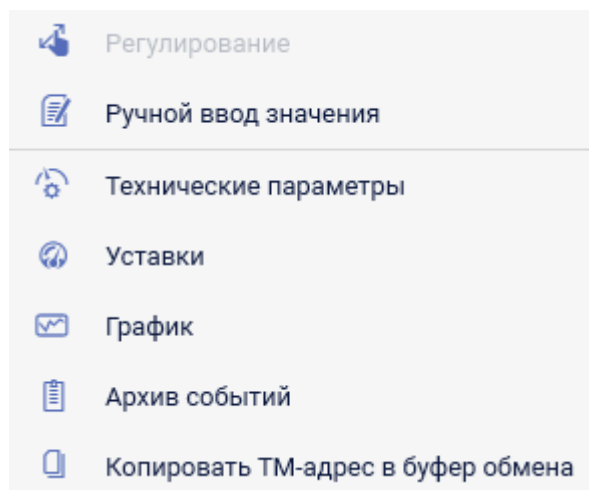 Регулирование
Ручной ввод значения
Технические параметры
Уставки
График
Архив событий
Копировать ТМ-адрес в буфер обмена